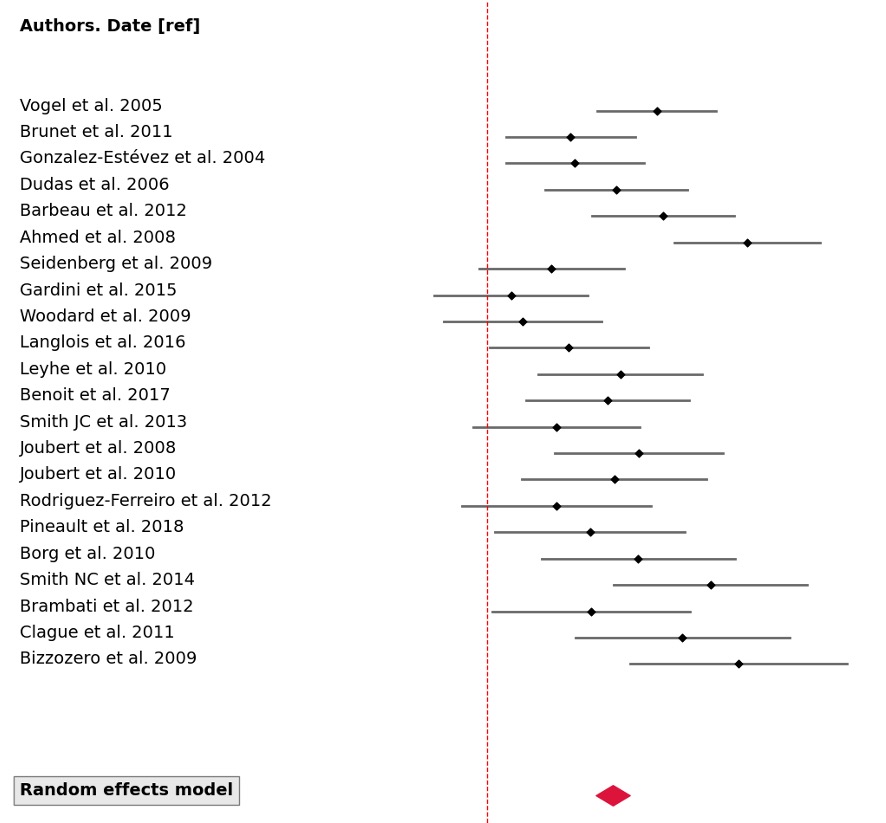 Authors. Date [ref]
Vogel et al. 2005
Brunet et al. 2011
Gonzalez-Estévez et al. 2004
Dudas et al. 2006
Barbeau et al. 2012
Ahmed et al. 2008
Seidenberg et al. 2009
Gardini et al. 2015
Woodard et al. 2009
Langlois et al. 2016
Leyhe et al. 2010
Benoit et al. 2017
Smith JC et al. 2013
Joubert et al. 2008
Joubert et al. 2010
Rodriguez-Ferreiro et al. 2012
Pineault et al. 2018
Borg et al. 2010
Smith NC et al. 2014
Brambati et al. 2012
Clague et al. 2011
Bizzozero et al. 2009
Random effects model